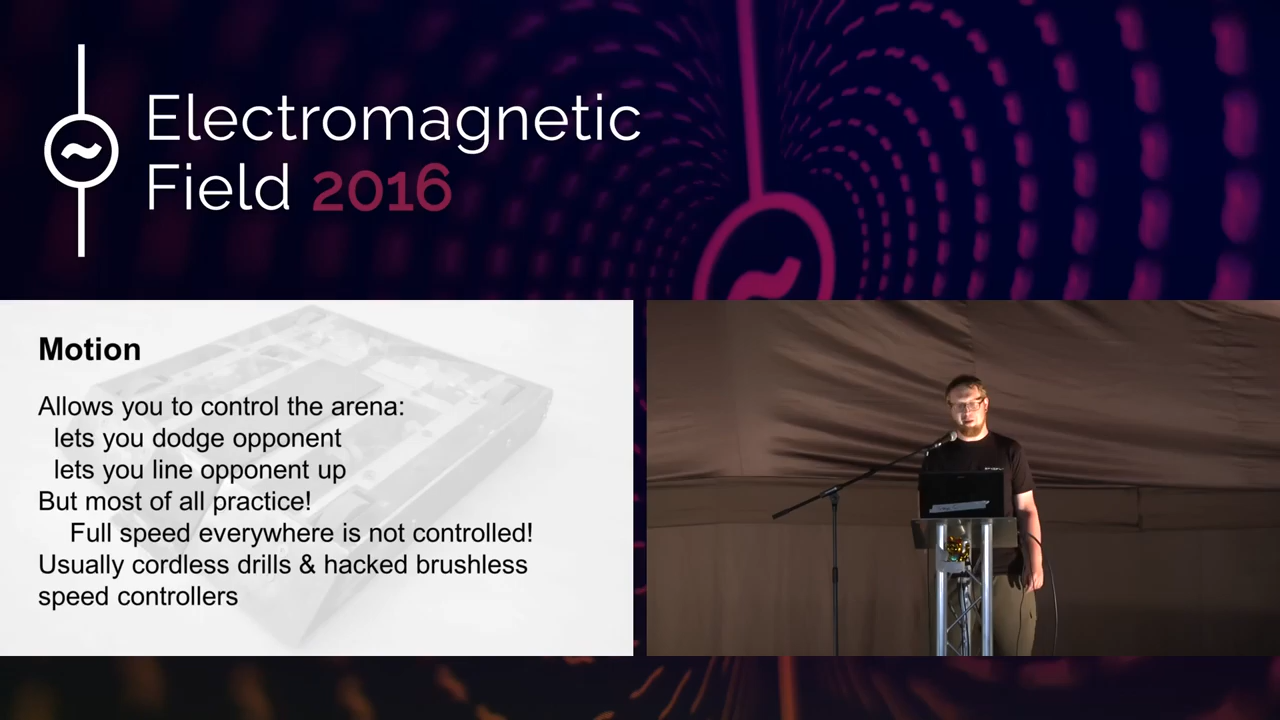 Electromagnetic
Field 2016
Motion
Allows you to control the arena:
lets you dodge opponent
lets you line opponent up
But most of all practice!
Full speed everywhere is not controlled!
Usually cordless drills & hacked brushless
speed controllers